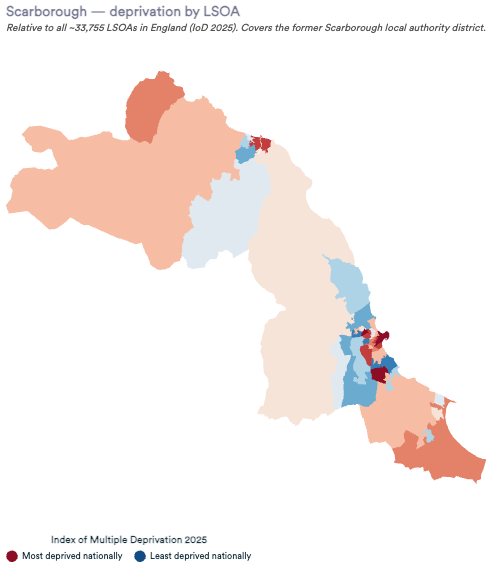 Scarborough — deprivation by LSOA
Relative to all ~33,755 LSOAs in England (IoD 2025). Covers the former Scarborough local authority district.
Index of Multiple Deprivation 2025
Most deprived nationally
Least deprived nationally